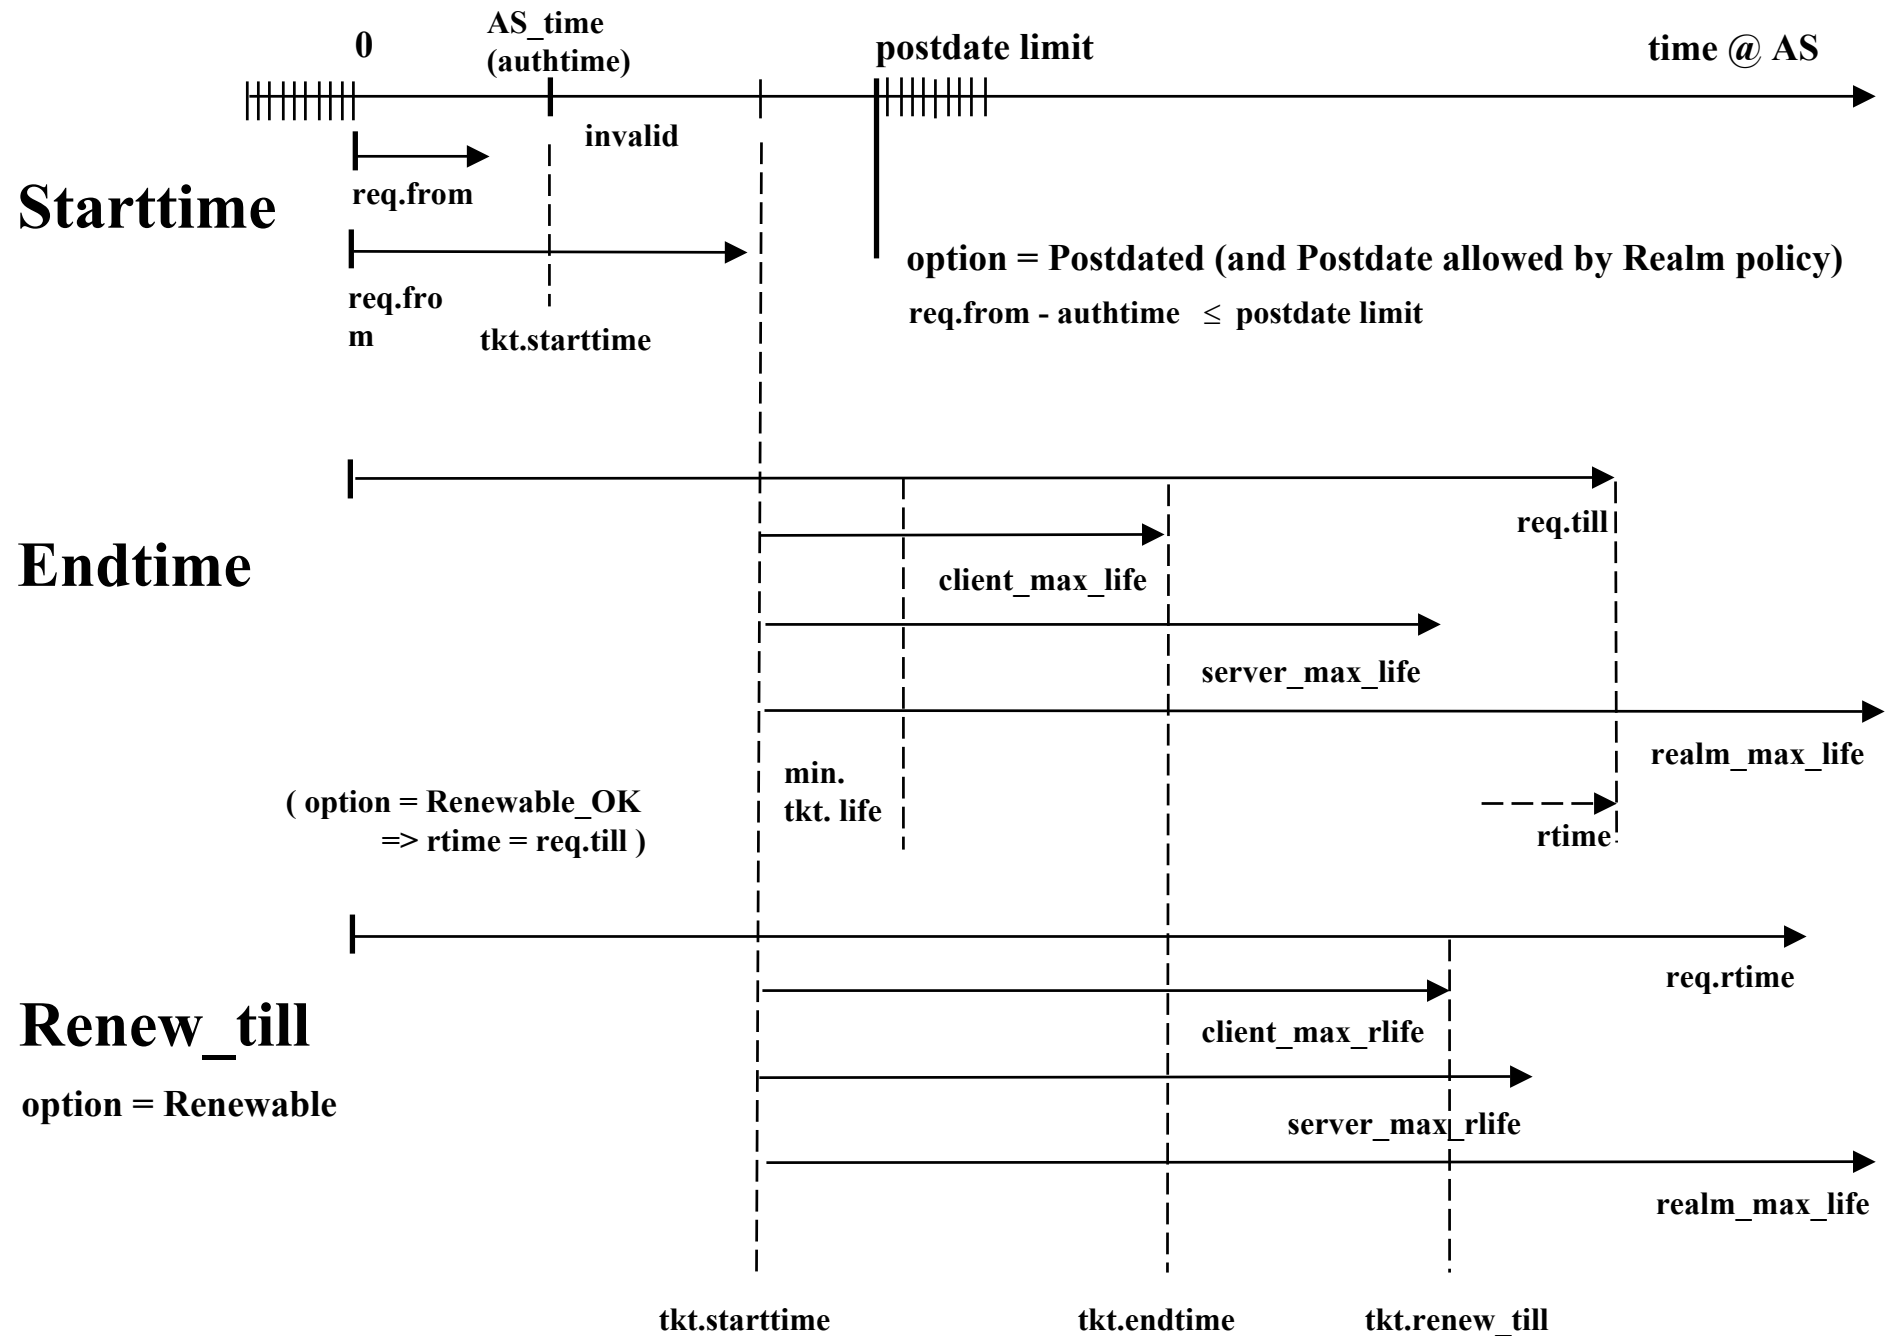 0
AS_time
(authtime)
postdate limit
time @ AS
invalid
req.from
Starttime
req.fro
m
tkt.starttime
option = Postdated (and Postdate allowed by Realm policy)
req.from - authtime ≤ postdate limit
req.till
Endtime
client_max_life
server_max_life
realm_max_life
min.
tkt. life
( option = Renewable_OK
=> rtime = req.till )
rtime
req.rtime
Renew_till
client_max_rlife
option = Renewable
server_max_rlife
realm_max_life
tkt.starttime
tkt.endtime
tkt.renew_till